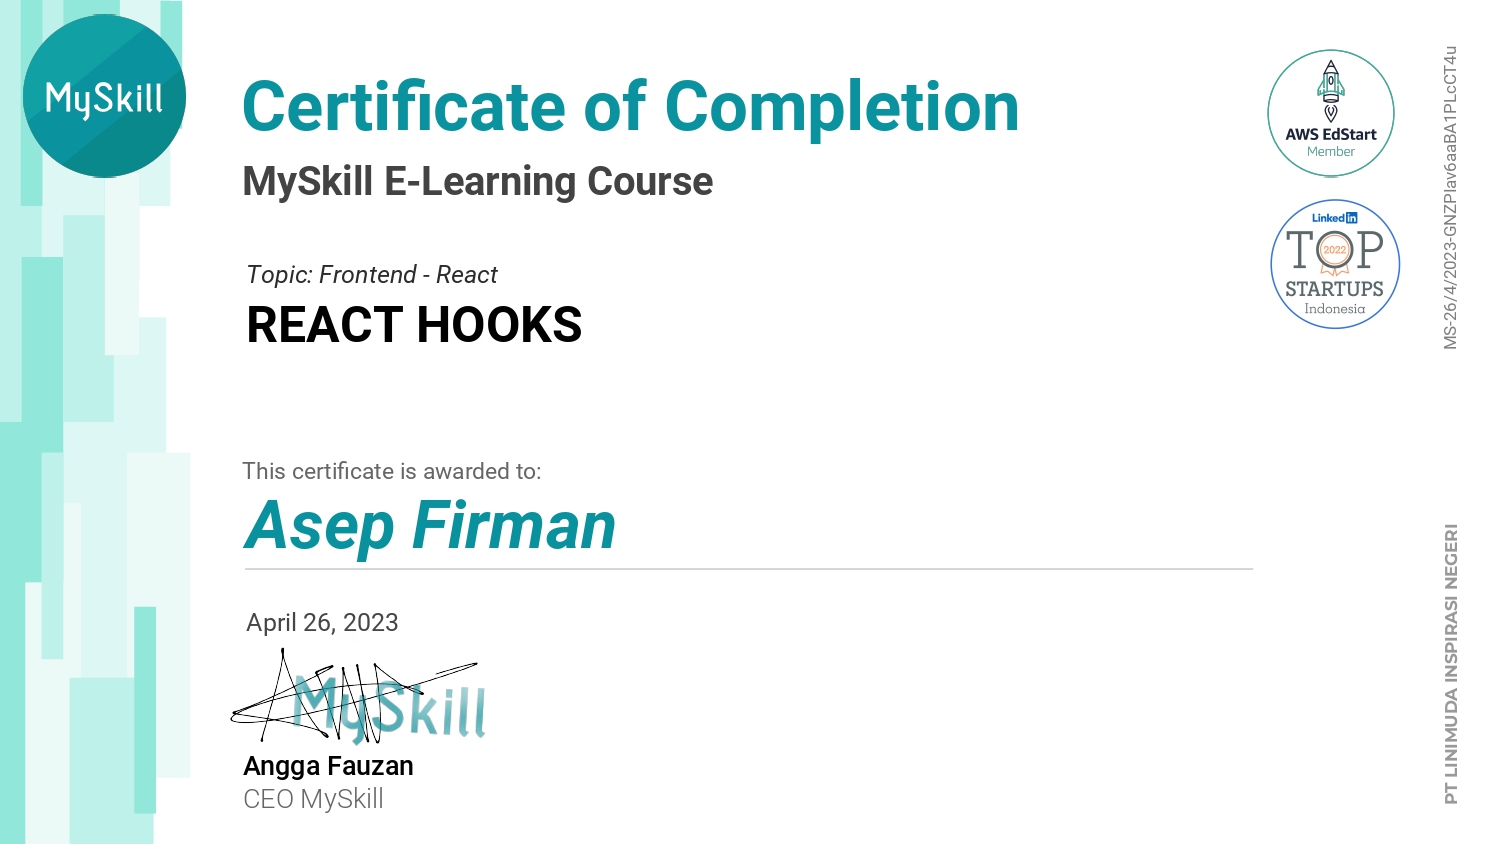 MySkill
Certificate of Completion
MySkill E-Learning Course
Topic: Frontend - React
REACT HOOKS
This certificate is awarded to:
Asep Firman
April 26, 2023
MySkill
Angga Fauzan
CEO MySkill
AWS EdStart
Member
Linked in
TOP
2022
STARTUPS
Indonesia
MS-26/4/2023-GNZPIav6aaBA1PLcCT4u
PT LINIMUDA INSPIRASI NEGERI